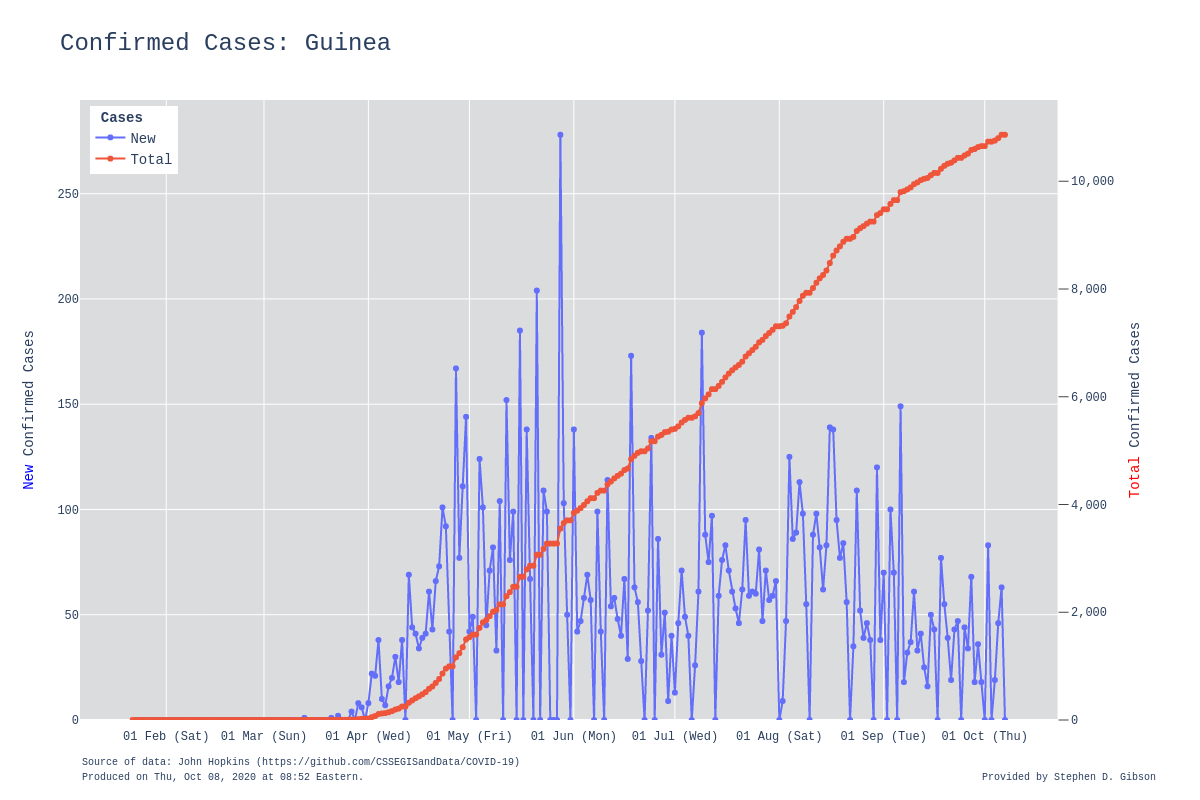 Confirmed Cases: Guinea
Cases
New
Total
250
200
150
100
50
0
10,000
8,000
6,000
4,000
2,000
0
New Confirmed Cases
Total Confirmed Cases
01 Feb (Sat) 01 Mar (Sun) 01 Apr (Wed) 01 May (Fri) 01 Jun (Mon) 01 Jul (Wed) 01 Aug (Sat) 01 Sep (Tue) 01 Oct (Thu)
Source of data: John Hopkins (https://github.com/CSSEGISandData/COVID-19)
Produced on Thu, Oct 08, 2020 at 08:52 Eastern.
Provided by Stephen D. Gibson